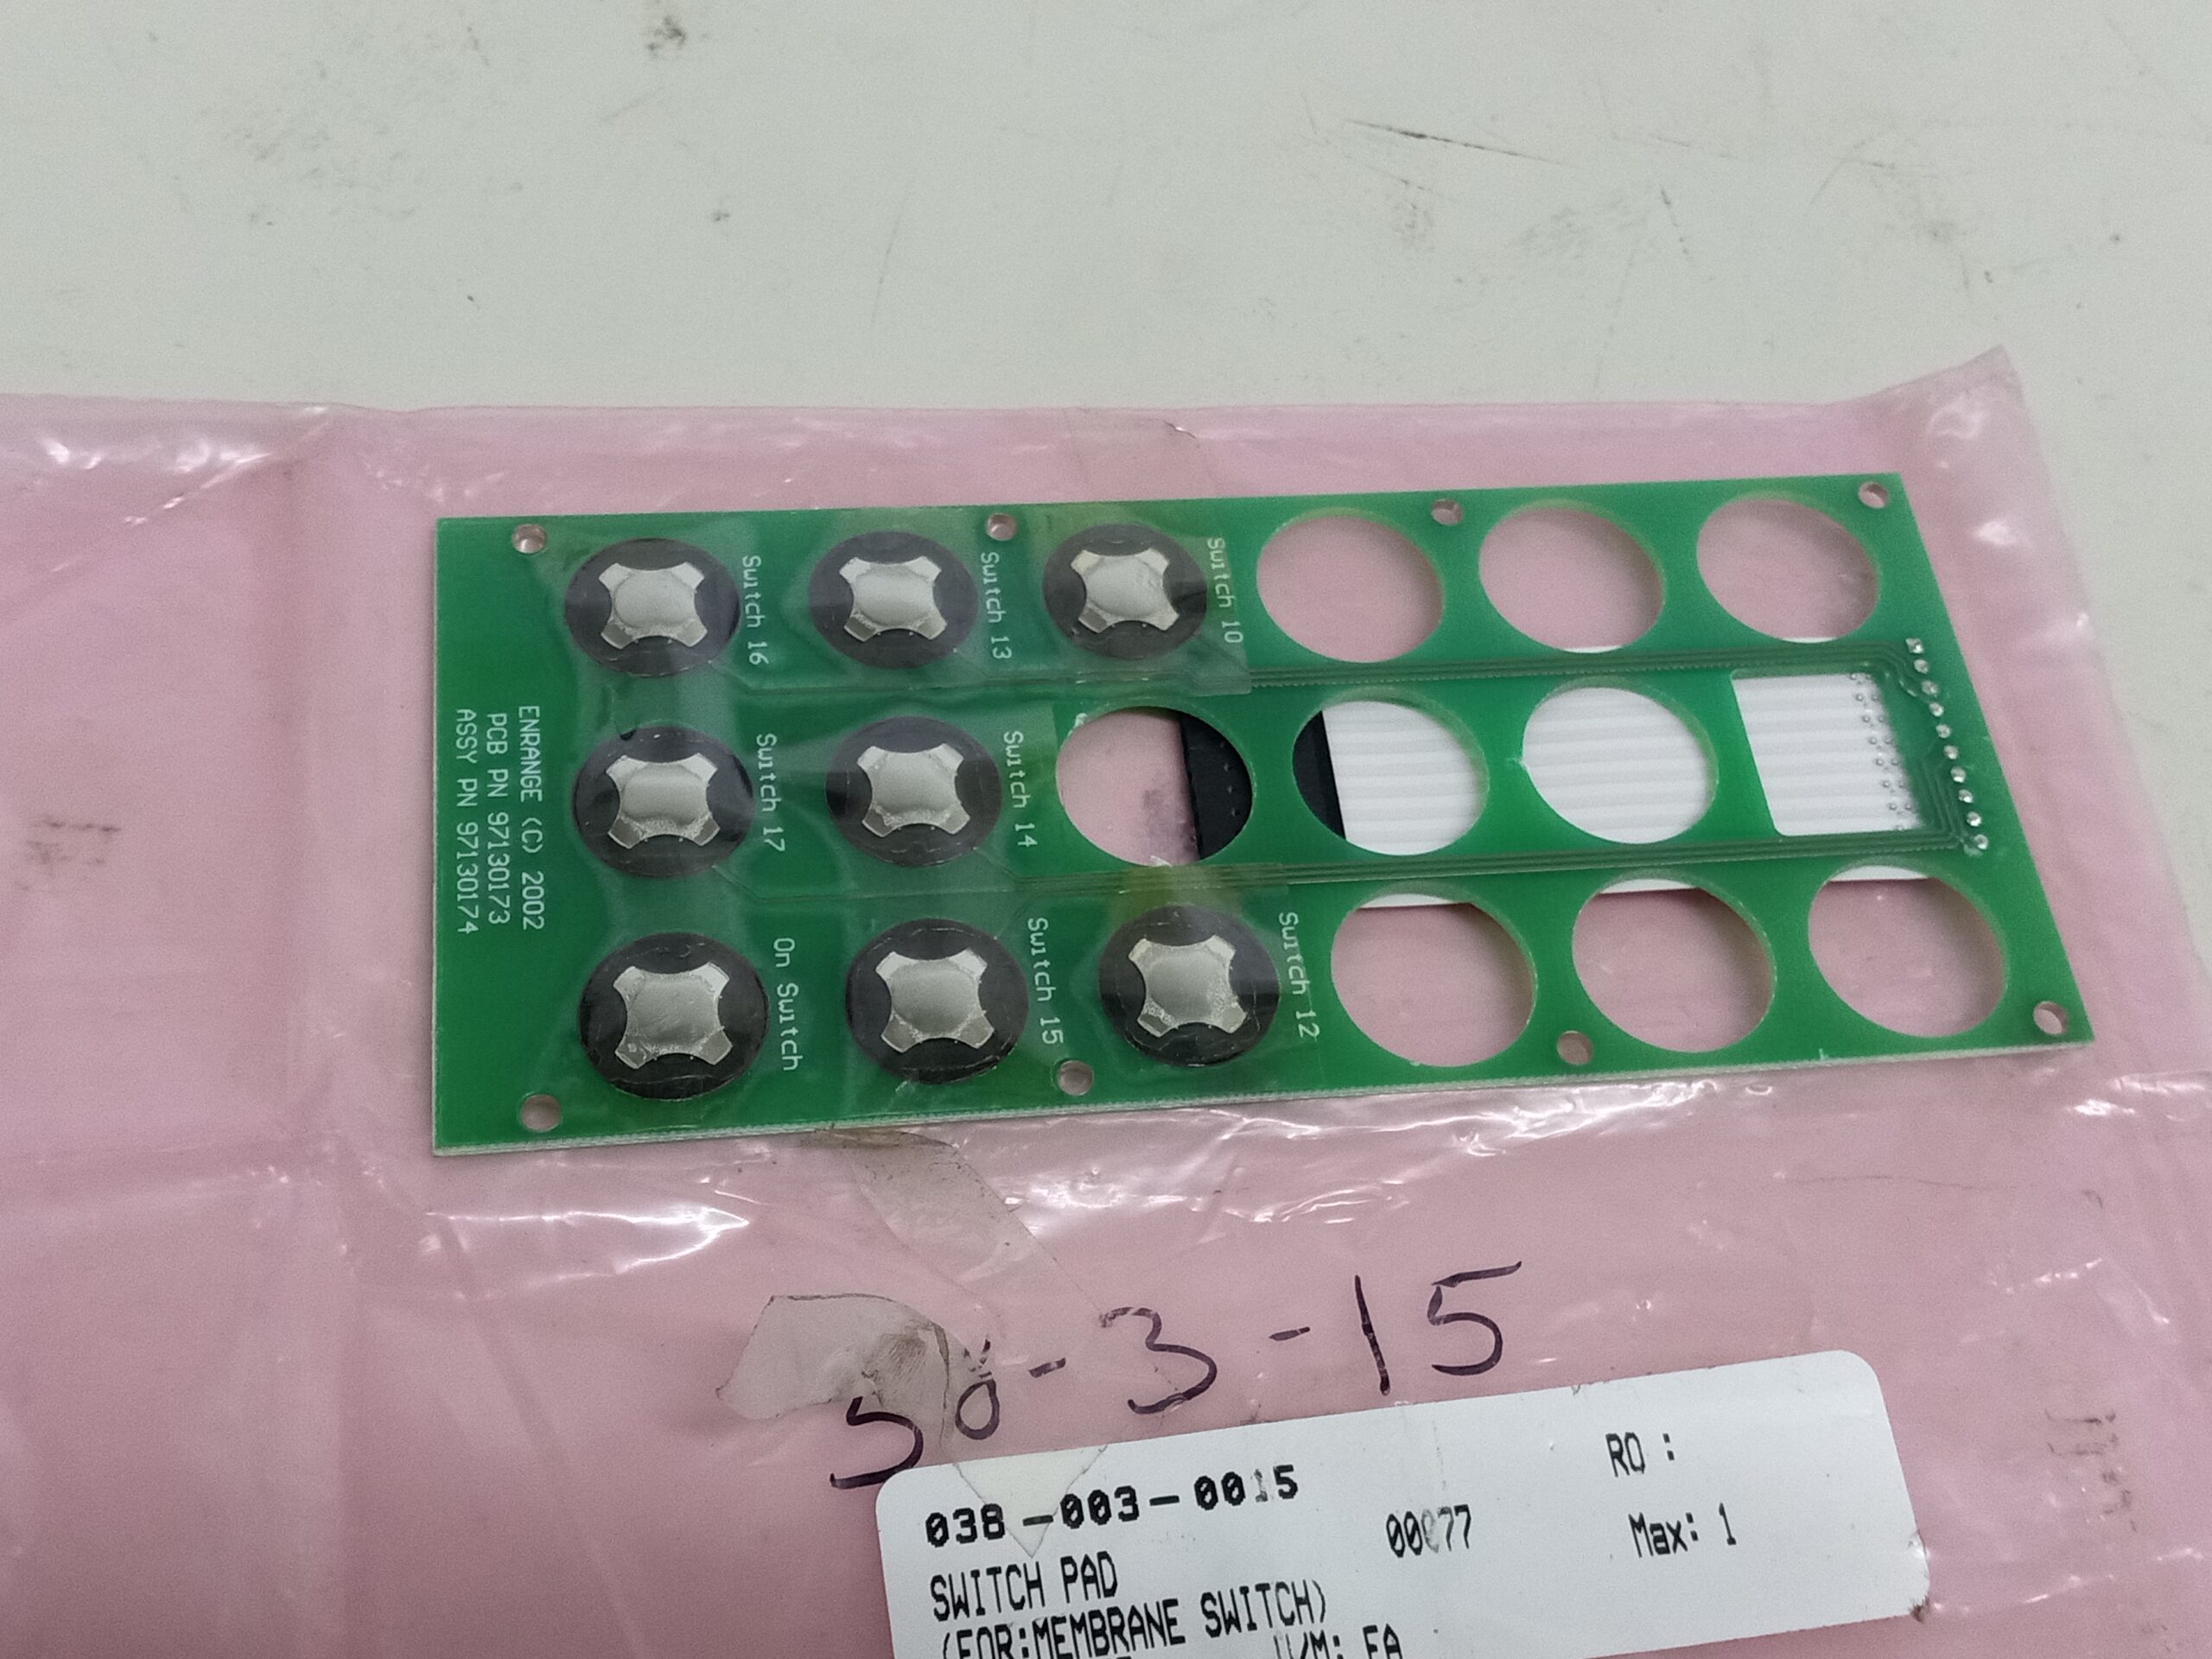 Switch 16
Switch 13
Switch 10
Switch 17
Switch 14
On Switch
Switch 15
Switch 12
ENRANGE (C) 2002
PCB PN 97130173
ASSY PN 97130174
38-3-15
038-003-0015
RO :
00077
Max: 1
SWITCH PAD
(FOR:MEMBRANE SWITCH)
U/M: EA